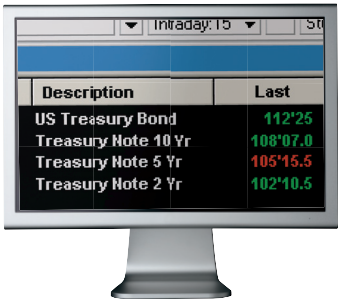 Intraday:15
Description Last
US Treasury Bond 112'25
Treasury Note 10 Yr 108'07.0
Treasury Note 5 Yr 105'15.5
Treasury Note 2 Yr 102'10.5